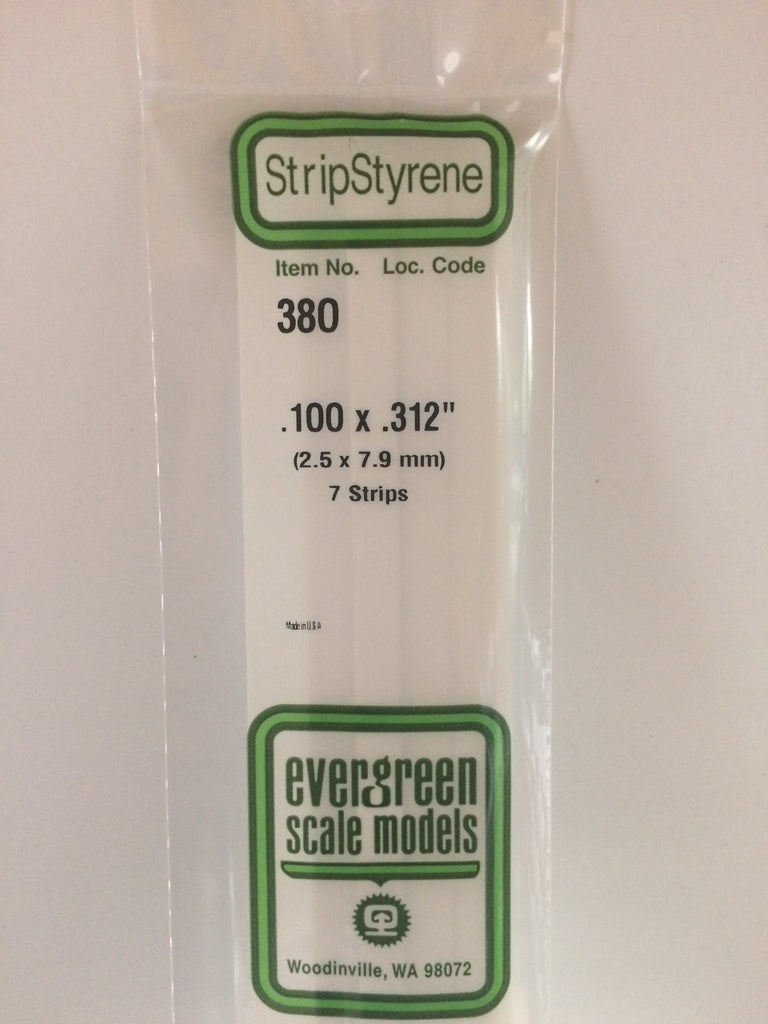 StripStyrene
Item No. Loc. Code
380
.100 x .312"
(2.5 x 7.9 mm)
7 Strips
Made in U.S.A
evergreen
scale models
Woodinville, WA 98072